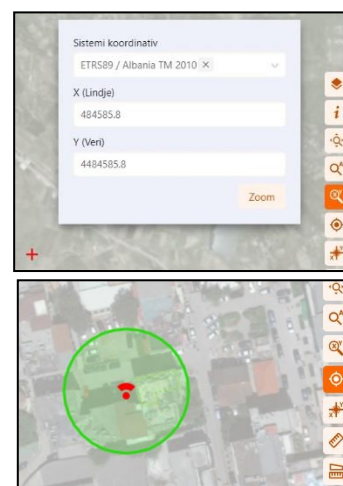 Sistemi koordinativ
ETRS89 / Albania TM 2010 ×
X (Lindje)
484585.8
Y (Veri)
4484585.8
Zoom